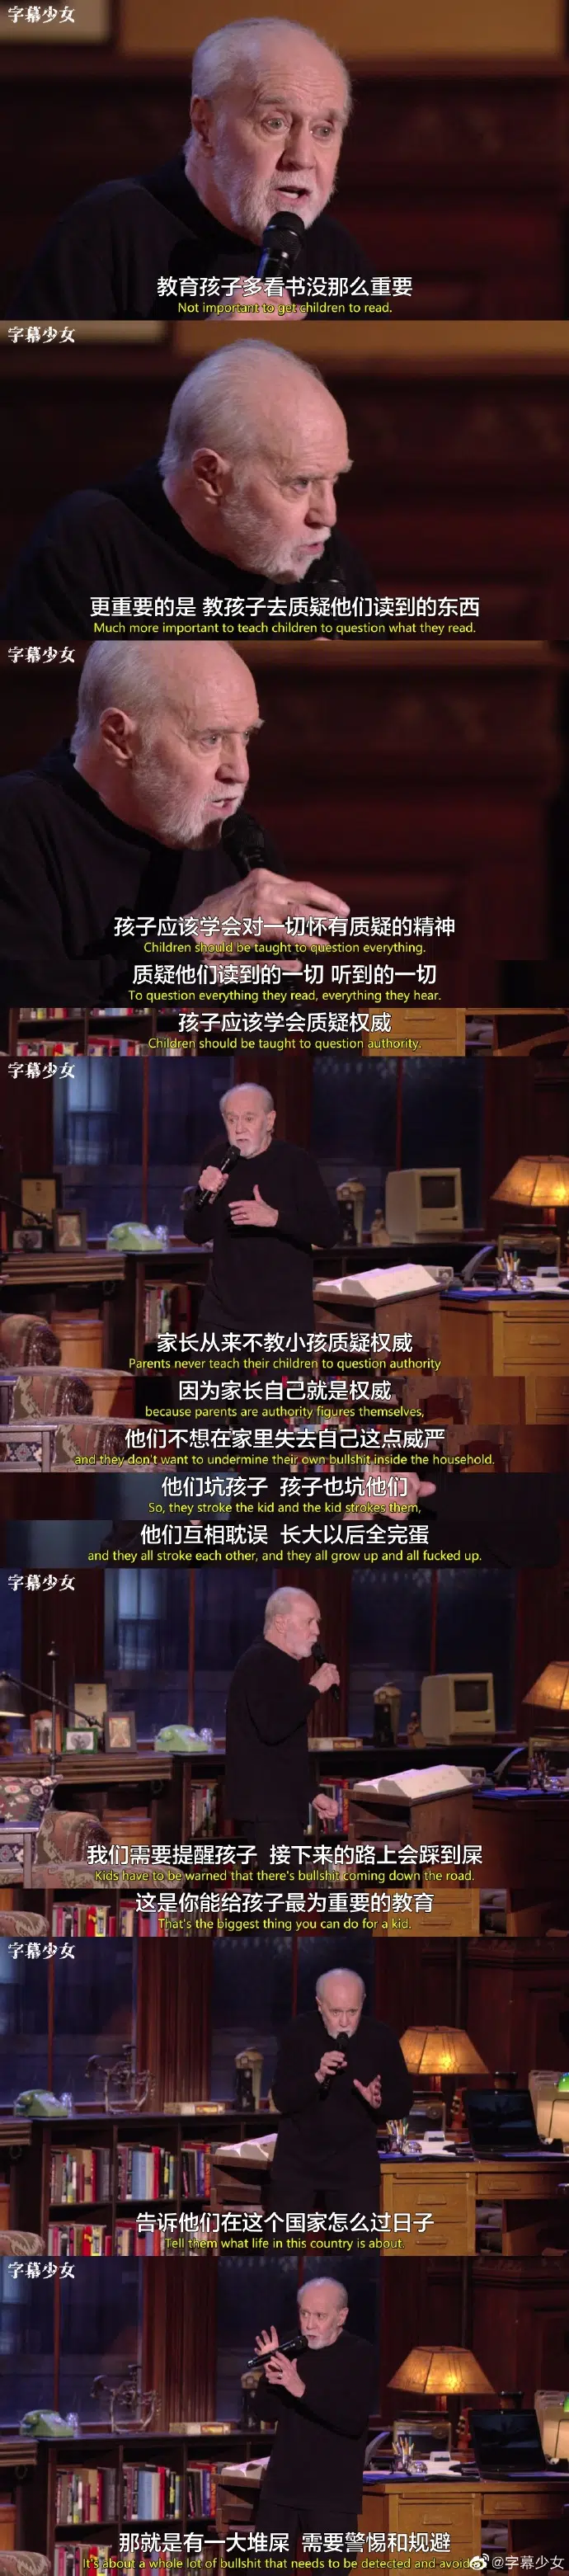 字幕少女
教育孩子多看书没那么重要
Not important to get children to read.
字幕少女
更重要的是 教孩子去质疑他们读到的东西
Much more important to teach children to question what they read.
字幕少女
孩子应该学会对一切怀有质疑的精神
Children should be taught to question everything.
质疑他们读到的一切 听到的一切
To question everything they read, everything they hear.
孩子应该学会质疑权威
Children should be taught to question authority.
字幕少女
家长从来不教小孩质疑权威
Parents never teach their children to question authority
因为家长自己就是权威
because parents are authority figures themselves,
他们不想在家里失去自己这点威严
and they don't want to undermine their own bullshit inside the household.
他们坑孩子 孩子也坑他们
So, they stroke the kid and the kid strokes them,
他们互相耽误 长大以后全完蛋
and they all stroke each other, and they all grow up and all fucked up.
字幕少女
我们需要提醒孩子 接下来的路上会踩到屎
Kids have to be warned that there's bullshit coming down the road.
这是你能给孩子最为重要的教育
That's the biggest thing you can do for a kid.
字幕少女
告诉他们在这个国家怎么过日子
Tell them what life in this country is about.
字幕少女
那就是有一大堆屎 需要警惕和规避
It's about a whole lot of bullshit that needs to be detected and avoid
@字幕少女